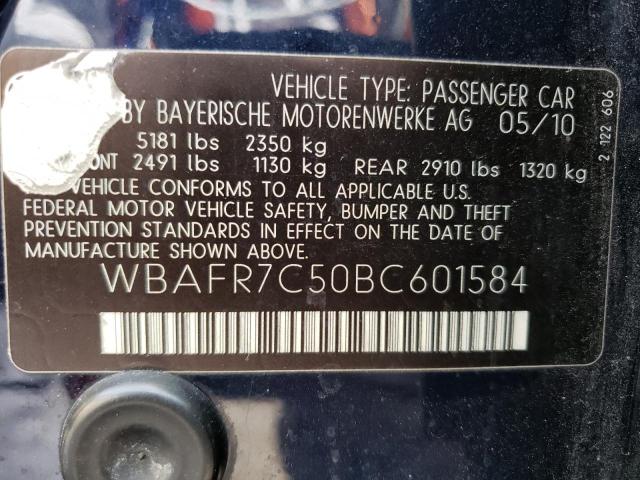 VEHICLE TYPE: PASSENGER CAR
BY BAYERISCHE MOTORENWERKE AG 05/10
5181 lbs 2350 kg
2491 lbs 1130 kg REAR 2910 lbs 1320 kg
VEHICLE CONFORMS TO ALL APPLICABLE U.S.
FEDERAL MOTOR VEHICLE SAFETY, BUMPER AND THEFT
PREVENTION STANDARDS IN EFFECT ON THE DATE OF
MANUFACTURE SHOWN ABOVE.
WBAFR7C50BC601584
2 122 606